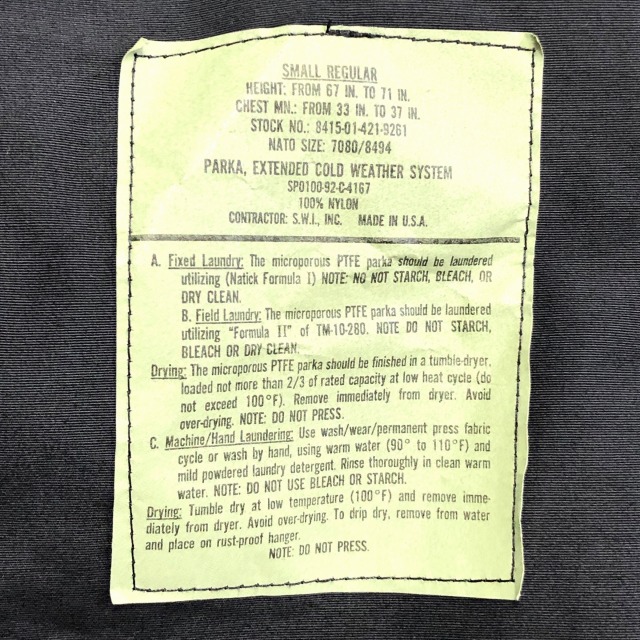 SMALL REGULAR
HEIGHT: FROM 67 IN. TO 71 IN.
CHEST MN.: FROM 33 IN. TO 37 IN.
STOCK NO.: 8415-01-421-9261
NATO SIZE: 7080/8494
PARKA, EXTENDED COLD WEATHER SYSTEM
SPO100-92-C-4167
100% NYLON
CONTRACTOR: S.W.I., INC. MADE IN U.S.A.
A. Fixed Laundry: The microporous PTFE parka should be laundered
utilizing (Natick Formula I) NOTE: NO NOT STARCH, BLEACH, OR
DRY CLEAN.
B. Field Laundry: The microporous PTFE parka should be laundered
utilizing "Formula II" of TM-10-280. NOTE DO NOT STARCH,
BLEACH OR DRY CLEAN.
Drying: The microporous PTFE parka should be finished in a tumble-dryer,
loaded not more than 2/3 of rated capacity at low heat cycle (do
not exceed 100°F). Remove immediately from dryer. Avoid
over-drying. NOTE: DO NOT PRESS.
C. Machine/Hand Laundering: Use wash/wear/permanent press fabric
cycle or wash by hand, using warm water (90° to 110°F) and
mild powdered laundry detergent. Rinse thoroughly in clean warm
water. NOTE: DO NOT USE BLEACH OR STARCH.
Drying: Tumble dry at low temperature (100°F) and remove imme-
diately from dryer. Avoid over-drying. To drip dry, remove from water
and place on rust-proof hanger.
NOTE: DO NOT PRESS.